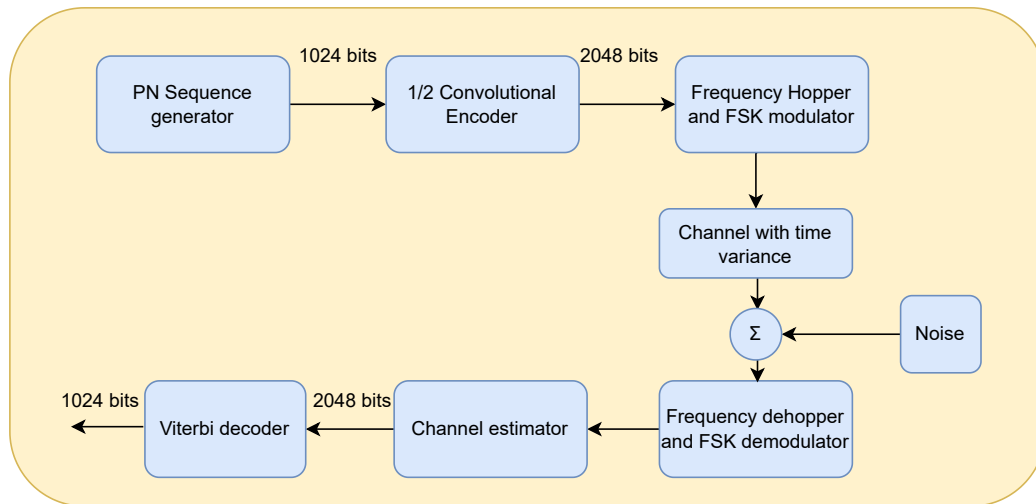 1024 bits
2048 bits
PN Sequence
generator
1/2 Convolutional
Encoder
Frequency Hopper
and FSK modulator
Channel with time
variance
Σ
Noise
1024 bits
2048 bits
Viterbi decoder
Channel estimator
Frequency dehopper
and FSK demodulator